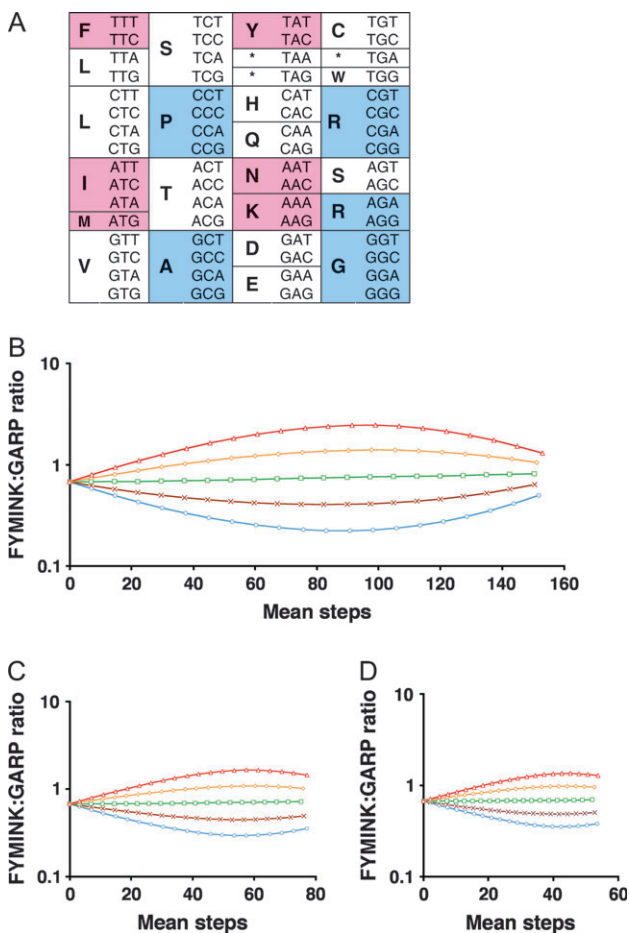 A
F TTT TCT Y TAT C TGT
TTC S TCC TAC TGC
L TTA TCA * TAA * TGA
TTG TCG * TAG W TGG
CTT CCT H CAT CGT
L CTC P CCC CAC R CGC
CTA CCA Q CAA CGA
CTG CCG CAG CGG
ATT ACT N AAT S AGT
I ATC T ACC AAC AGC
ATA ACA K AAA R AGA
M ATG ACG AAG AGG
GTT GCT D GAT GGT
V GTC A GCC GAC G GGC
GTA GCA E GAA GGA
GTG GCG GAG GGG
B
10
1
0.1
FYMINK:GARP ratio
0 20 40 60 80 100 120 140 160
Mean steps
C
10
1
0.1
FYMINK:GARP ratio
0 20 40 60 80
Mean steps
D
10
1
0.1
FYMINK:GARP ratio
0 20 40 60
Mean steps